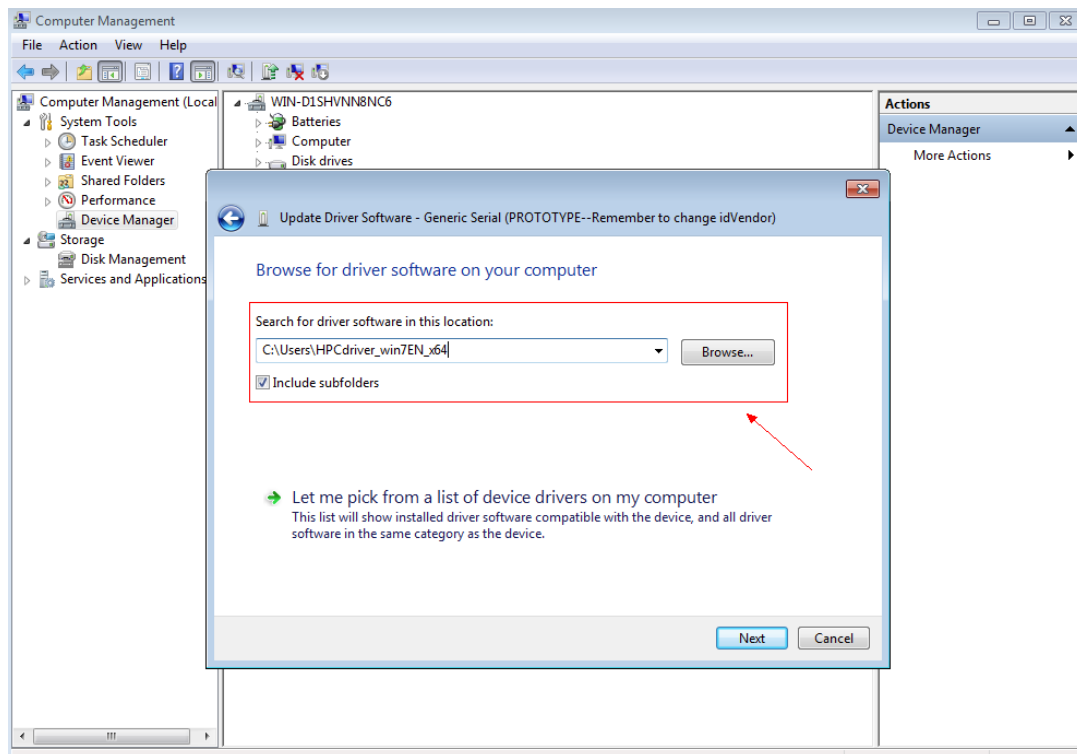 Computer Management
File Action View Help
Computer Management (Local
System Tools
Task Scheduler
Event Viewer
Shared Folders
Performance
Device Manager
Storage
Disk Management
Services and Applications
WIN-D1SHVNN8NC6
Batteries
Computer
Disk drives
Actions
Device Manager
More Actions
Update Driver Software - Generic Serial (PROTOTYPE--Remember to change idVendor)
Browse for driver software on your computer
Search for driver software in this location:
C:\Users\HPCdriver_win7EN_x64
Browse...
Include subfolders
Let me pick from a list of device drivers on my computer
This list will show installed driver software compatible with the device, and all driver
software in the same category as the device.
Next Cancel